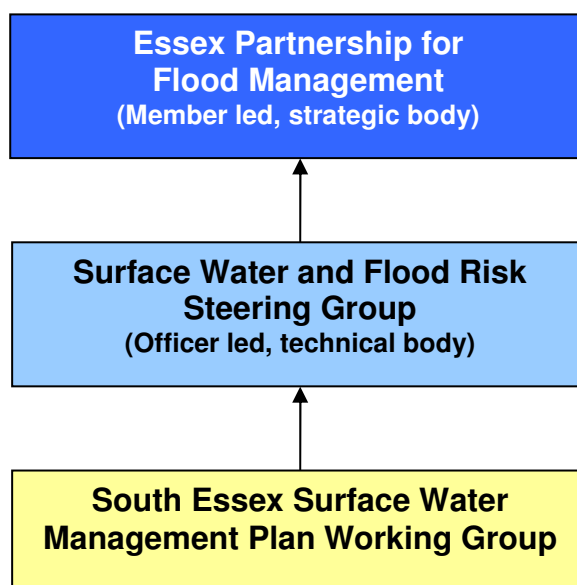 Essex Partnership for
Flood Management
(Member led, strategic body)
Surface Water and Flood Risk
Steering Group
(Officer led, technical body)
South Essex Surface Water
Management Plan Working Group